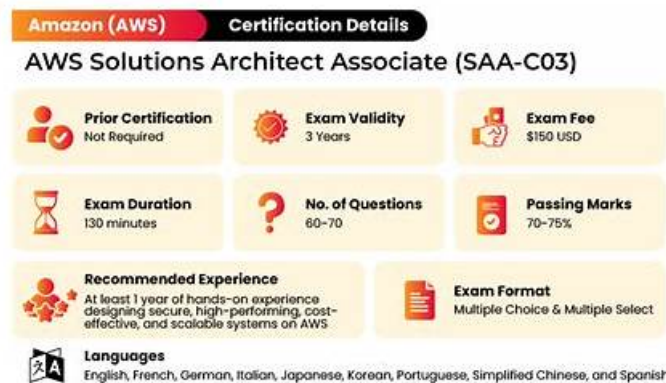 Amazon (AWS) Certification Details
AWS Solutions Architect Associate (SAA-C03)
Prior Certification
Not Required
Exam Validity
3 Years
Exam Fee
$150 USD
Exam Duration
130 minutes
No. of Questions
60-70
Passing Marks
70-75%
Recommended Experience
At least 1 year of hands-on experience
designing secure, high-performing, cost-
effective, and scalable systems on AWS
Exam Format
Multiple Choice & Multiple Select
Languages
English, French, German, Italian, Japanese, Korean, Portuguese, Simplified Chinese, and Spanish